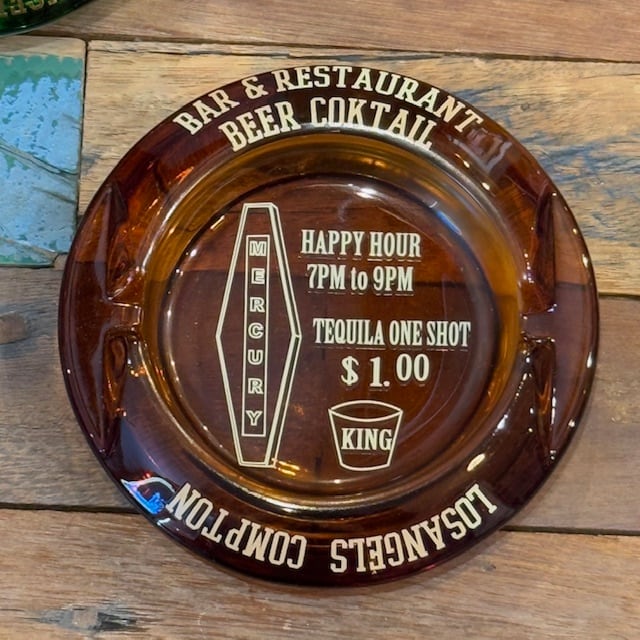 BAR & RESTAURANT
BEER COKTAIL
MERCURY
HAPPY HOUR
7PM to 9PM
TEQUILA ONE SHOT
$ 1.00
KING
LOSANGELS COMPTON